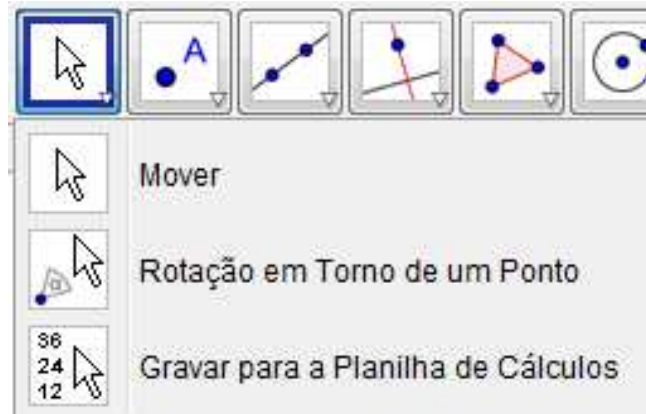 A
Mover
Rotação em Torno de um Ponto
36
24
12
Gravar para a Planilha de Cálculos